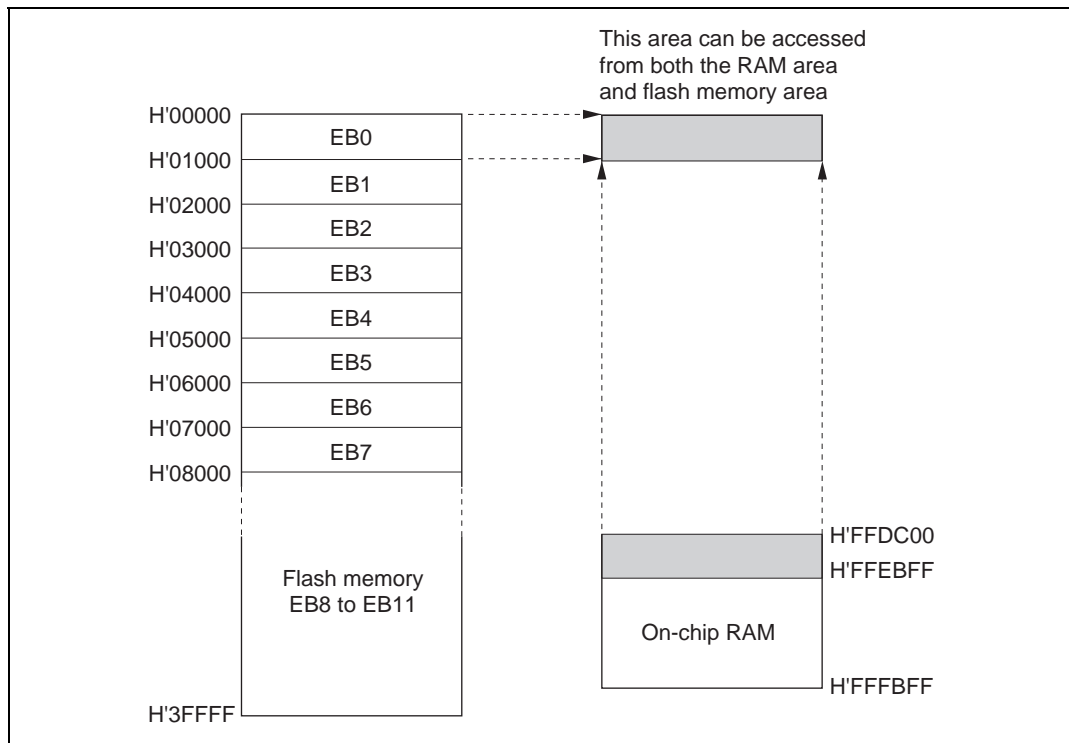 This area can be accessed
from both the RAM area
and flash memory area
H'00000
EB0
H'01000
EB1
H'02000
EB2
H'03000
EB3
H'04000
EB4
H'05000
EB5
H'06000
EB6
H'07000
EB7
H'08000
H'FFDC00
H'FFEBFF
Flash memory
EB8 to EB11
On-chip RAM
H'FFFBFF
H'3FFFF